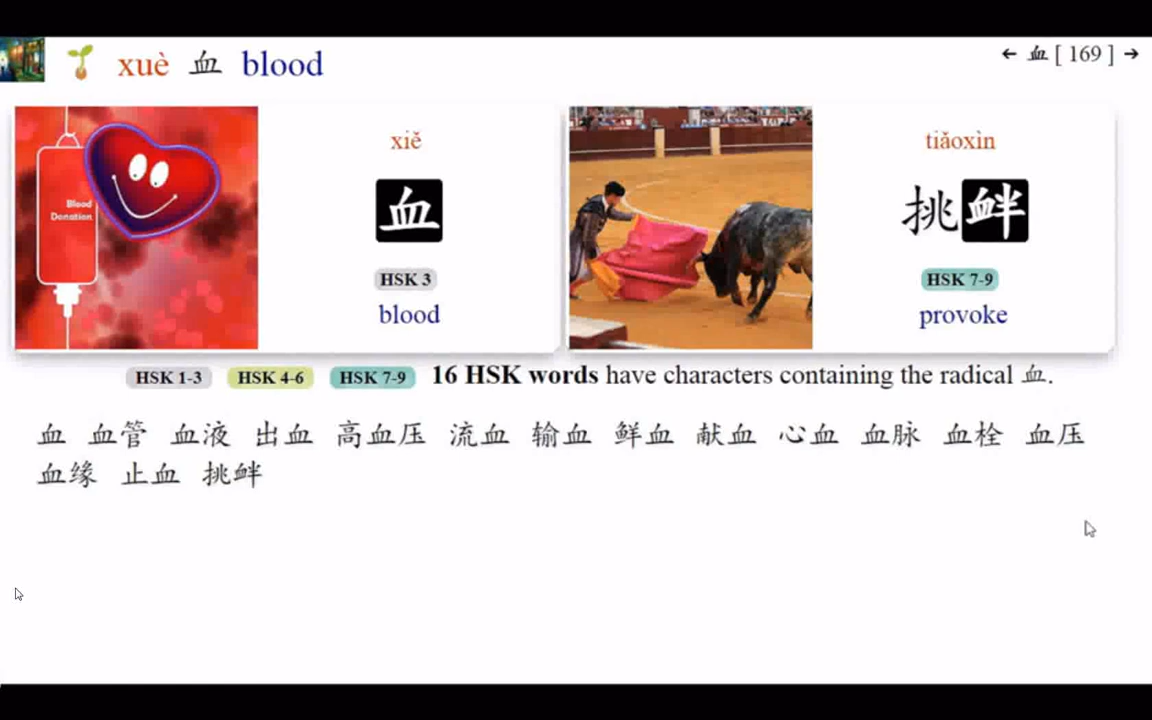 xuè 血 blood
← 血 [ 169 ] →
Blood
Donation
xiě
血
HSK 3
blood
tiǎoxìn
挑衅
HSK 7-9
provoke
HSK 1-3 HSK 4-6 HSK 7-9 16 HSK words have characters containing the radical 血.
血 血管 血液 出血 高血压 流血 输血 鲜血 献血 心血 血脉 血栓 血压
血缘 止血 挑衅